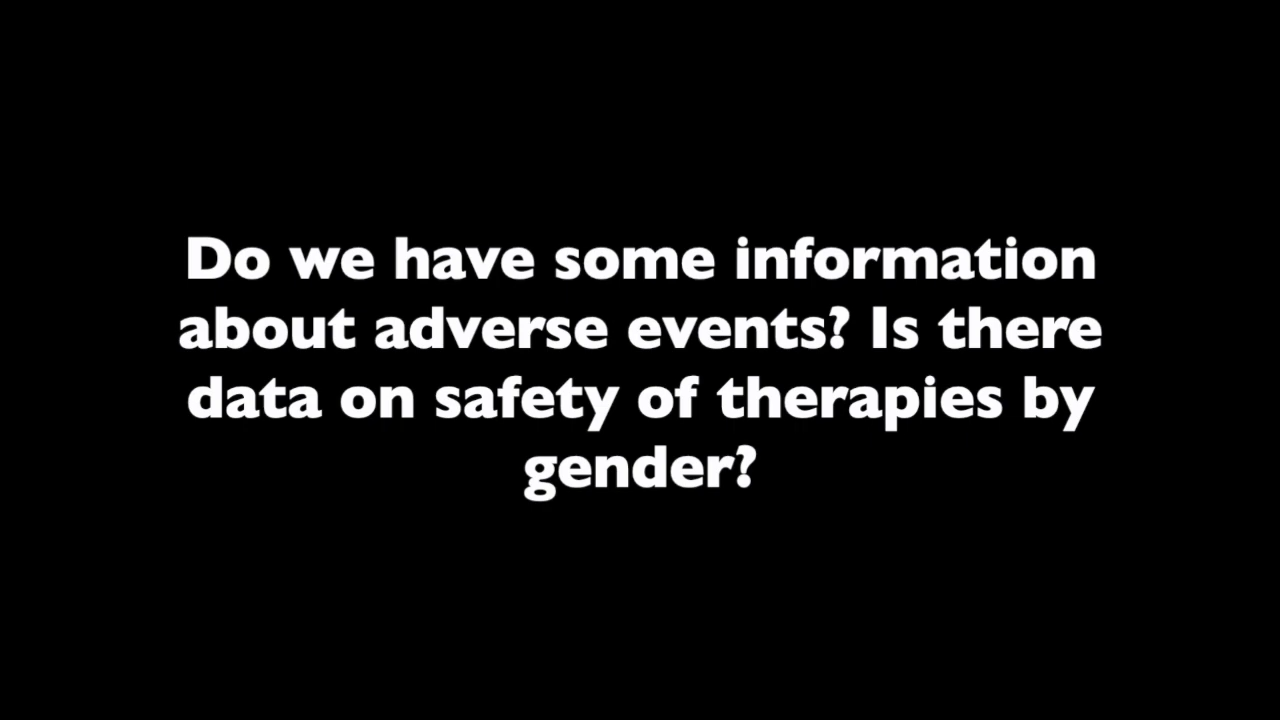 Do we have some information
about adverse events? Is there
data on safety of therapies by
gender?